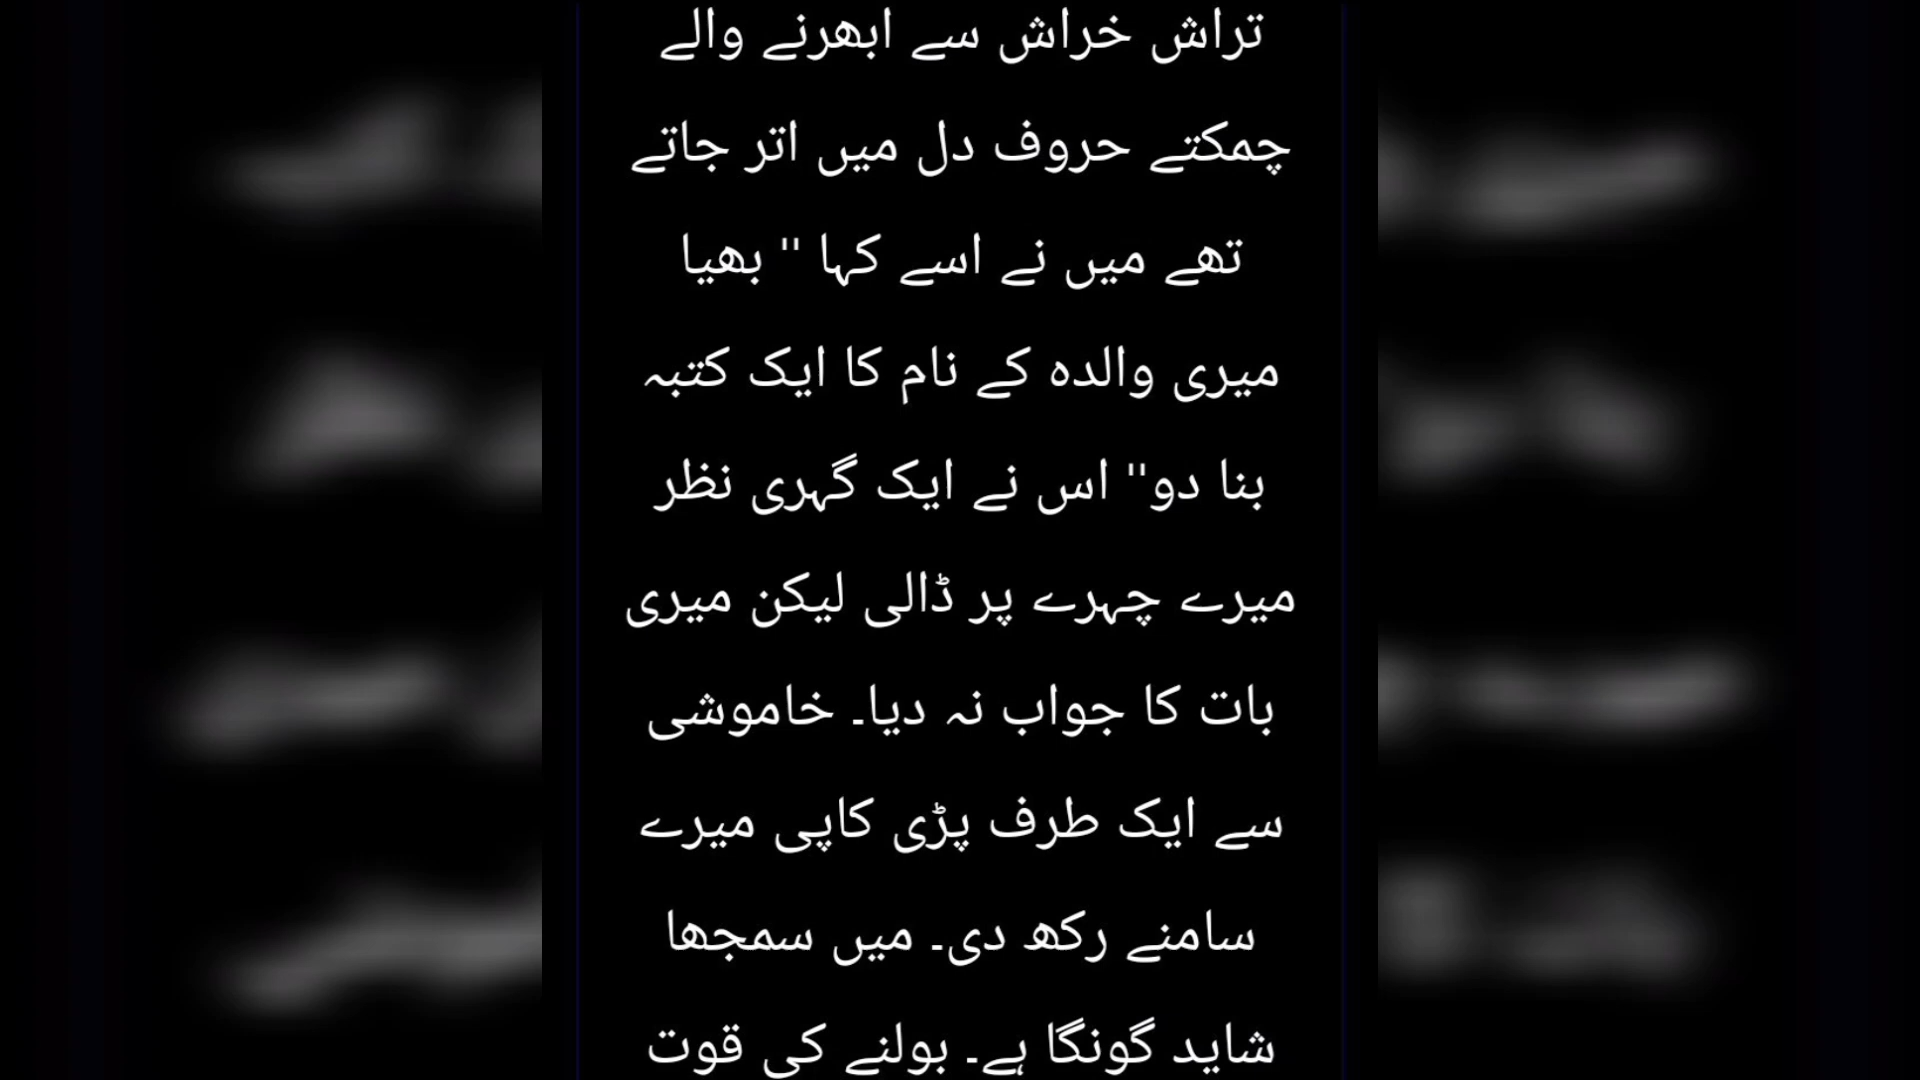 تراش خراش سے ابھرنے والے
چمکتے حروف دل میں اتر جاتے
تھے میں نے اسے کہا " بھیا
میری والدہ کے نام کا ایک کتبہ
بنا دو" اس نے ایک گہری نظر
میرے چہرے پر ڈالی لیکن میری
بات کا جواب نہ دیا۔ خاموشی
سے ایک طرف پڑی کاپی میرے
سامنے رکھ دی۔ میں سمجھا
شاید گونگا ہے۔ بولنے کی قوت